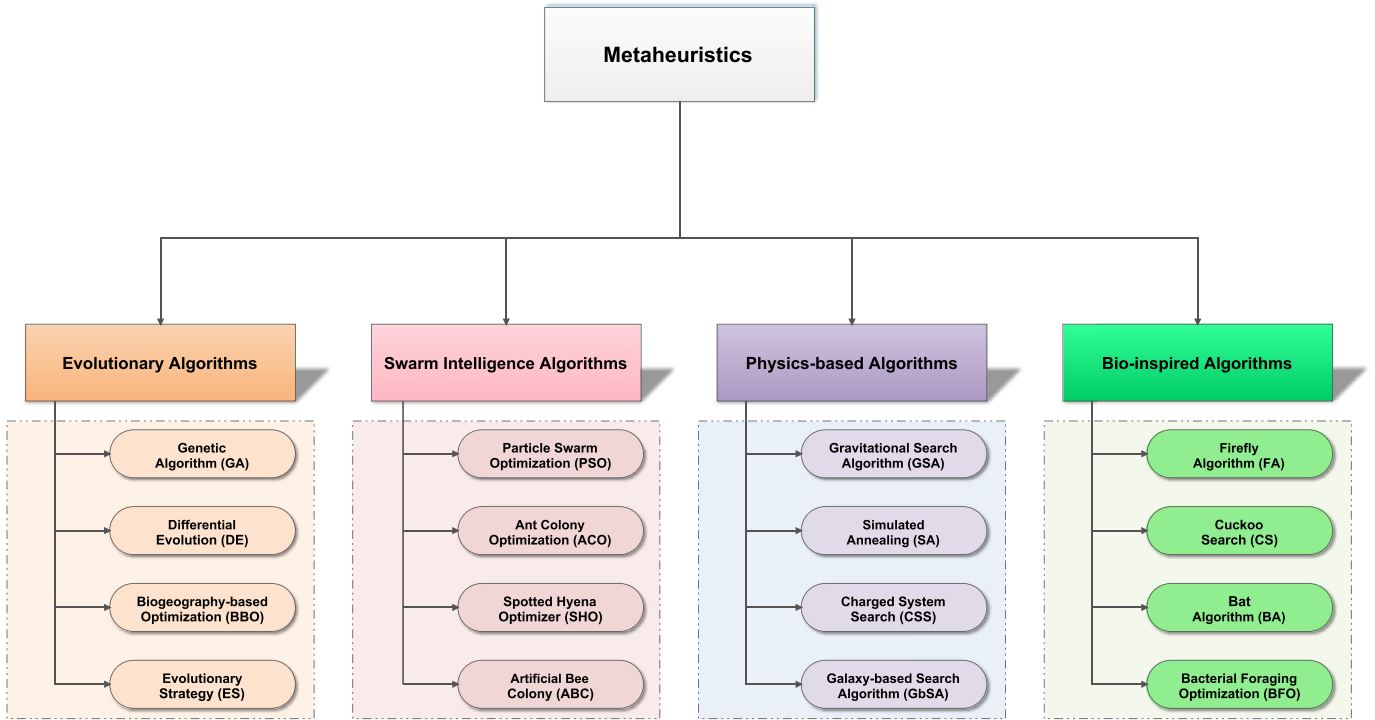 Metaheuristics
Evolutionary Algorithms
Genetic
Algorithm (GA)
Differential
Evolution (DE)
Biogeography-based
Optimization (BBO)
Evolutionary
Strategy (ES)
Swarm Intelligence Algorithms
Particle Swarm
Optimization (PSO)
Ant Colony
Optimization (ACO)
Spotted Hyena
Optimizer (SHO)
Artificial Bee
Colony (ABC)
Physics-based Algorithms
Gravitational Search
Algorithm (GSA)
Simulated
Annealing (SA)
Charged System
Search (CSS)
Galaxy-based Search
Algorithm (GbSA)
Bio-inspired Algorithms
Firefly
Algorithm (FA)
Cuckoo
Search (CS)
Bat
Algorithm (BA)
Bacterial Foraging
Optimization (BFO)